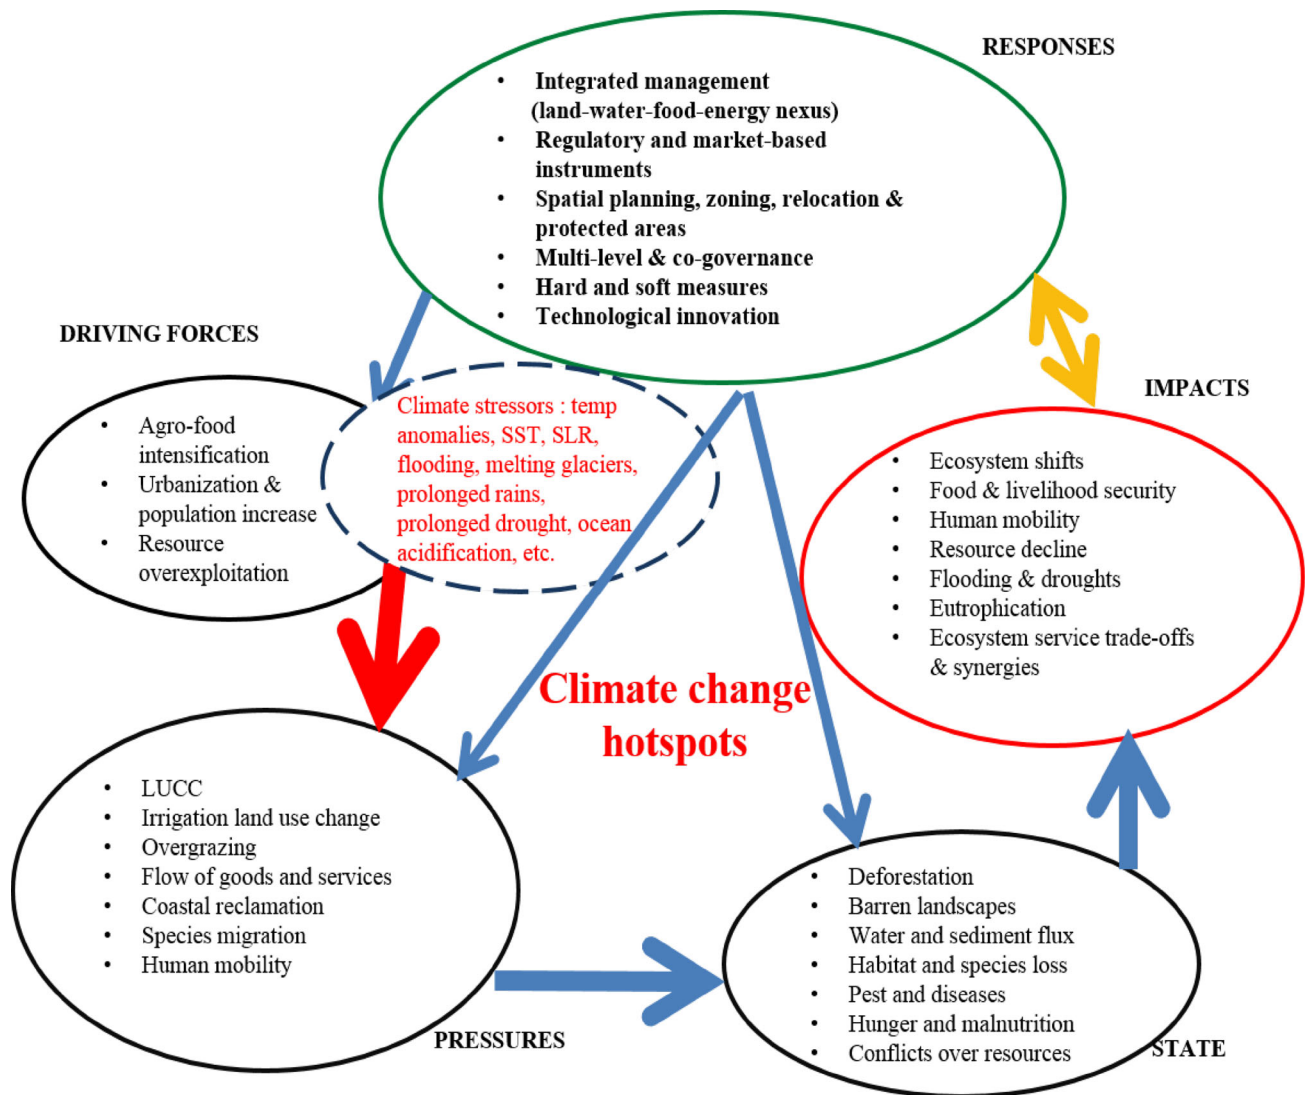 RESPONSES
• Integrated management
(land-water-food-energy nexus)
• Regulatory and market-based
instruments
• Spatial planning, zoning, relocation &
protected areas
• Multi-level & co-governance
• Hard and soft measures
• Technological innovation
DRIVING FORCES
• Agro-food
intensification
• Urbanization &
population increase
• Resource
overexploitation
Climate stressors : temp
anomalies, SST, SLR,
flooding, melting glaciers,
prolonged rains,
prolonged drought, ocean
acidification, etc.
IMPACTS
• Ecosystem shifts
• Food & livelihood security
• Human mobility
• Resource decline
• Flooding & droughts
• Eutrophication
• Ecosystem service trade-offs
& synergies
Climate change
hotspots
• LUCC
• Irrigation land use change
• Overgrazing
• Flow of goods and services
• Coastal reclamation
• Species migration
• Human mobility
PRESSURES
• Deforestation
• Barren landscapes
• Water and sediment flux
• Habitat and species loss
• Pest and diseases
• Hunger and malnutrition
• Conflicts over resources
STATE